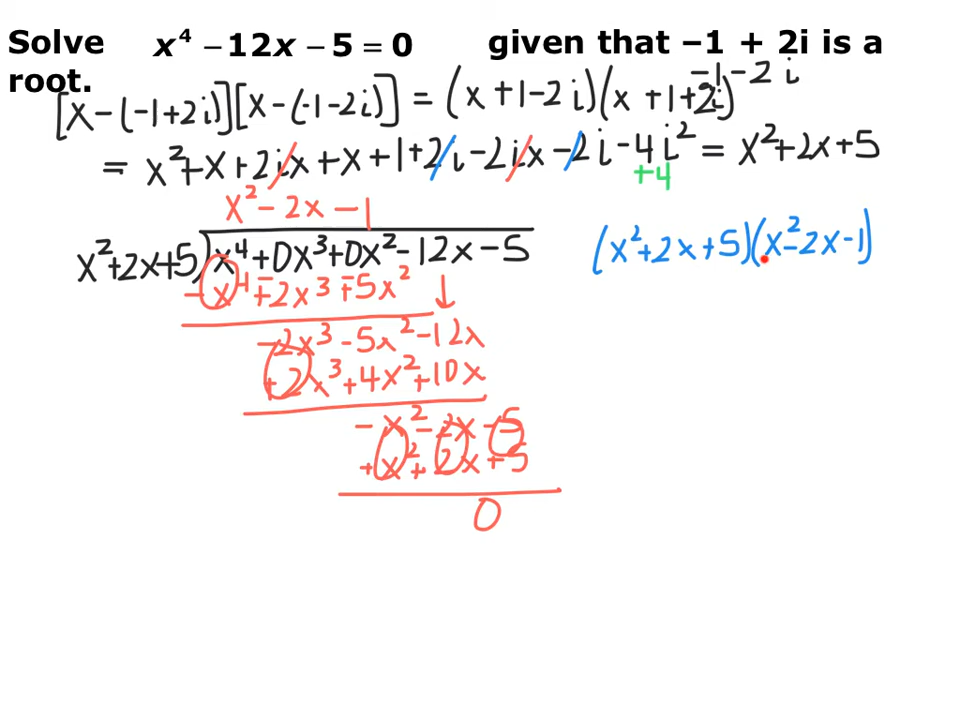 Solve x⁴ – 12x – 5 = 0 given that –1 + 2i is a
root.
-1 - 2i
[x-(-1+2i)][x-(-1-2i)] = (x+1-2i)(x+1+2i)
= x²+x+2ix+x+1+2i-2ix-2i-4i² = x²+2x+5
+4
x²-2x-1
x²+2x+5)x⁴+0x³+0x²-12x-5
(x²+2x+5)(x²-2x-1)
-x⁴-2x³-5x²↓
-2x³-5x²-12x
+2x³+4x²+10x
-x²-2x-5
+x²+2x+5
0